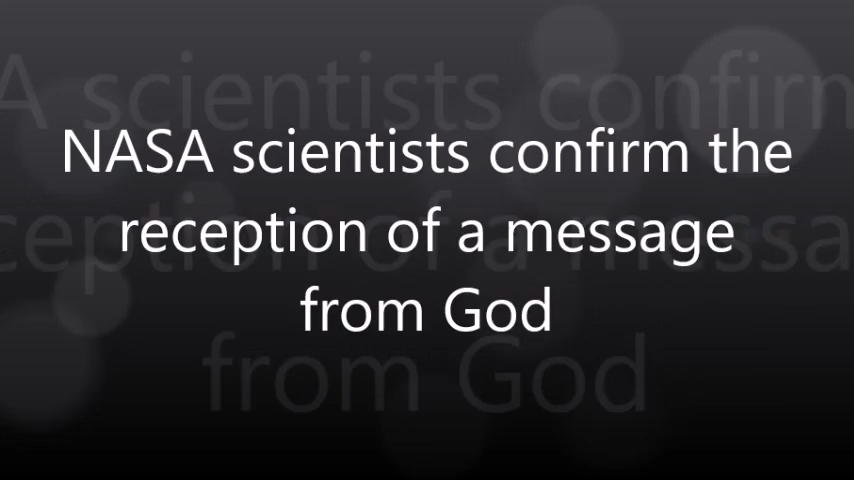 NASA scientists confirm the
reception of a message
from God